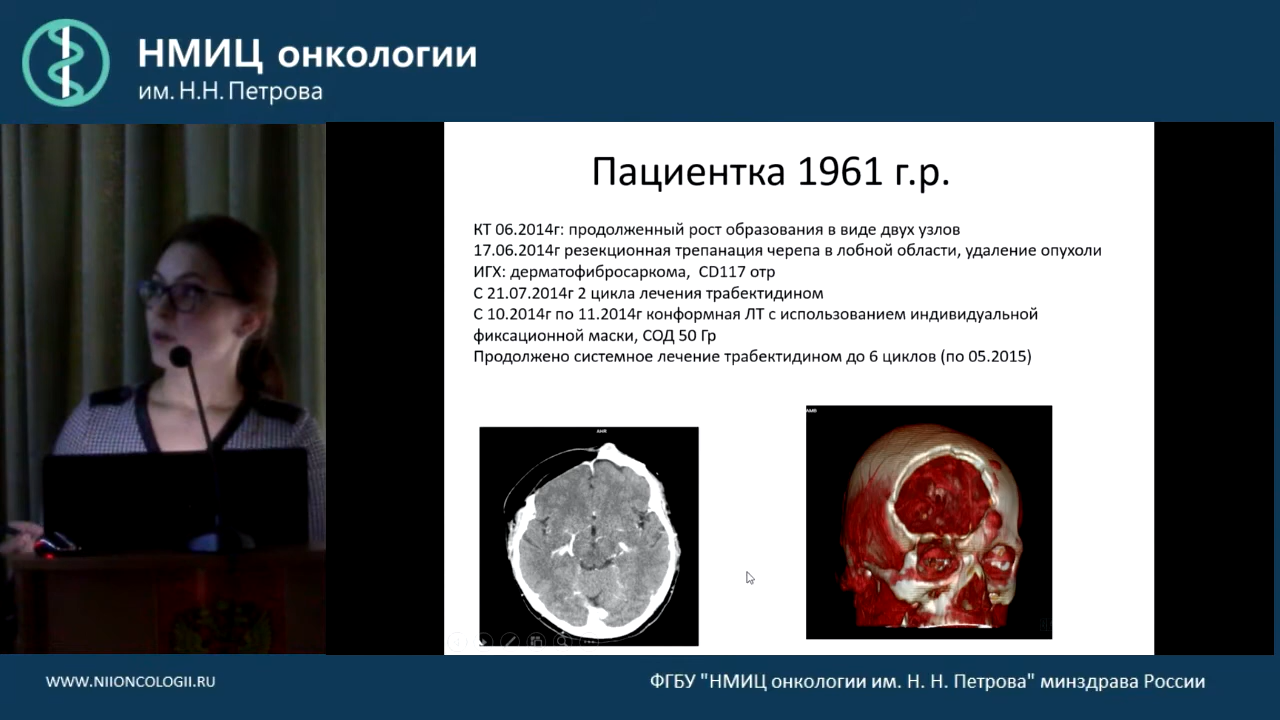 НМИЦ онкологии
им. Н.Н. Петрова
Пациентка 1961 г.р.
КТ 06.2014г: продолженный рост образования в виде двух узлов
17.06.2014г резекционная трепанация черепа в лобной области, удаление опухоли
ИГХ: дерматофибросаркома, CD117 отр
С 21.07.2014г 2 цикла лечения трабектидином
С 10.2014г по 11.2014г конформная ЛТ с использованием индивидуальной
фиксационной маски, СОД 50 Гр
Продолжено системное лечение трабектидином до 6 циклов (по 05.2015)
WWW.NIIONCOLOGII.RU
ФГБУ "НМИЦ онкологии им. Н. Н. Петрова" минздрава России